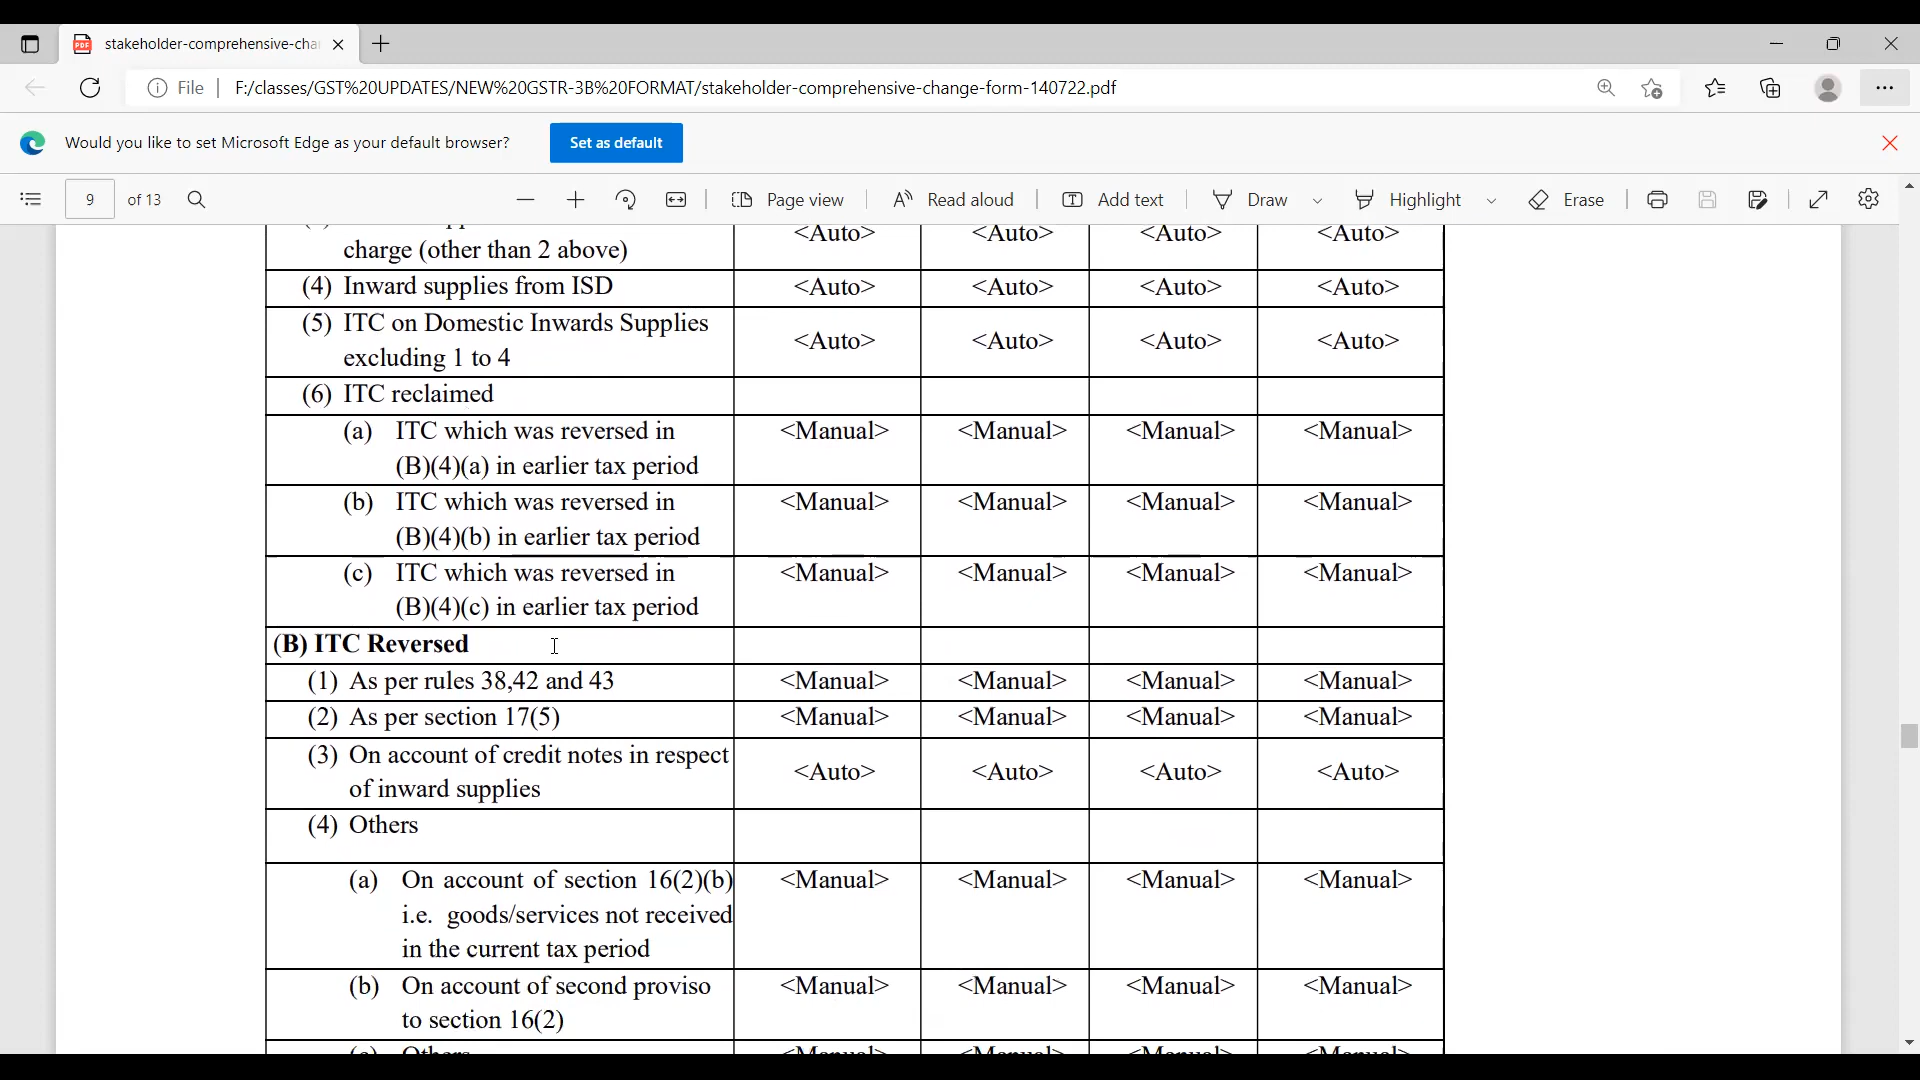 stakeholder-comprehensive-cha
File
F:/classes/GST%20UPDATES/NEW%20GSTR-3B%20FORMAT/stakeholder-comprehensive-change-form-140722.pdf
Would you like to set Microsoft Edge as your default browser? Set as default
9 of 13 Page view Read aloud Add text Draw Highlight Erase
<Auto> <Auto> <Auto> <Auto>
charge (other than 2 above)
(4) Inward supplies from ISD <Auto> <Auto> <Auto> <Auto>
(5) ITC on Domestic Inwards Supplies
excluding 1 to 4 <Auto> <Auto> <Auto> <Auto>
(6) ITC reclaimed
(a) ITC which was reversed in <Manual> <Manual> <Manual> <Manual>
(B)(4)(a) in earlier tax period
(b) ITC which was reversed in <Manual> <Manual> <Manual> <Manual>
(B)(4)(b) in earlier tax period
(c) ITC which was reversed in <Manual> <Manual> <Manual> <Manual>
(B)(4)(c) in earlier tax period
(B) ITC Reversed
(1) As per rules 38,42 and 43 <Manual> <Manual> <Manual> <Manual>
(2) As per section 17(5) <Manual> <Manual> <Manual> <Manual>
(3) On account of credit notes in respect
of inward supplies <Auto> <Auto> <Auto> <Auto>
(4) Others
(a) On account of section 16(2)(b) <Manual> <Manual> <Manual> <Manual>
i.e. goods/services not received
in the current tax period
(b) On account of second proviso <Manual> <Manual> <Manual> <Manual>
to section 16(2)
(c) Others <Manual> <Manual> <Manual> <Manual>